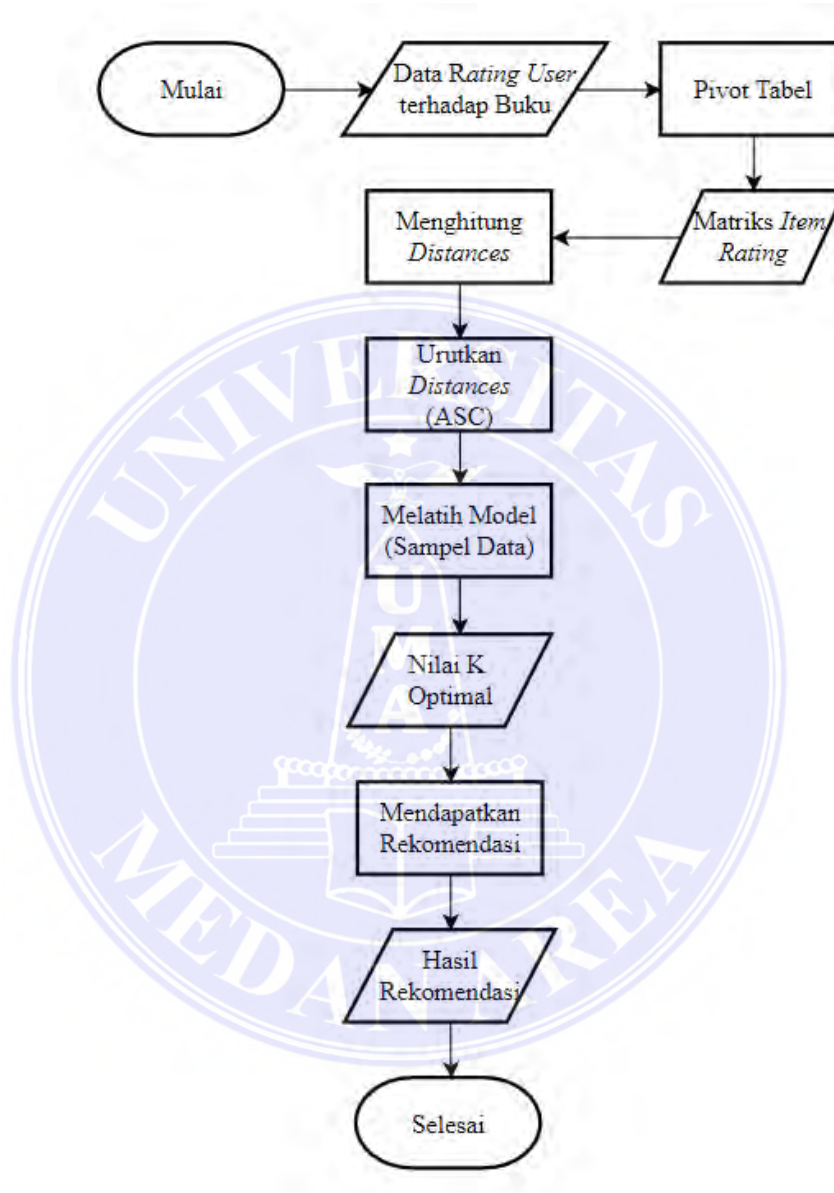 Mulai
Data Rating User
terhadap Buku
Pivot Tabel
Matriks Item
Rating
Menghitung
Distances
Urutkan
Distances
(ASC)
Melatih Model
(Sampel Data)
Nilai K
Optimal
Mendapatkan
Rekomendasi
Hasil
Rekomendasi
Selesai
UNIVERSITAS
UMA
MEDAN AREA